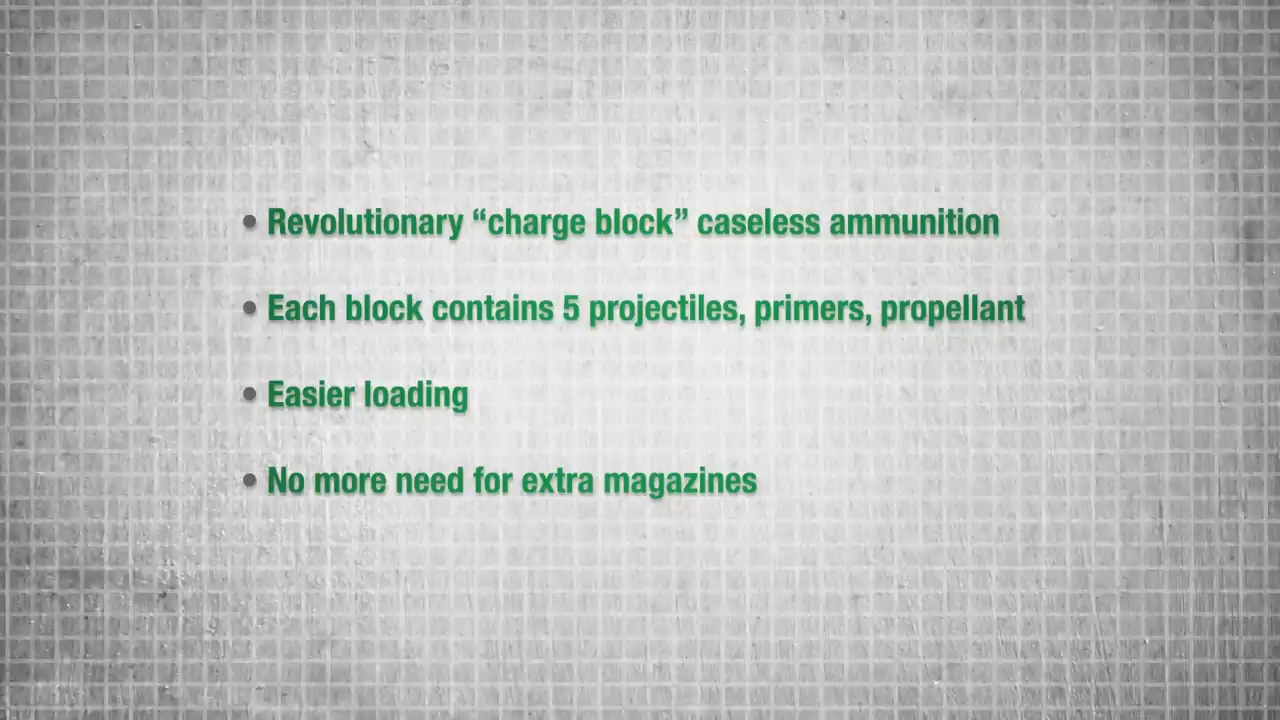 • Revolutionary “charge block” caseless ammunition
• Each block contains 5 projectiles, primers, propellant
• Easier loading
• No more need for extra magazines